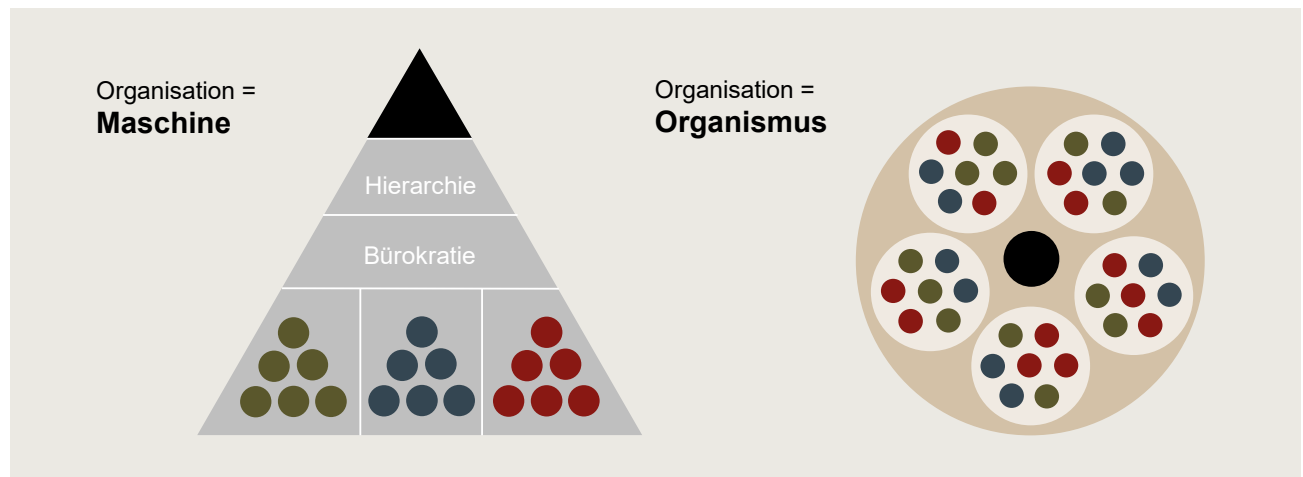 Organisation =
Maschine
Hierarchie
Bürokratie
Organisation =
Organismus